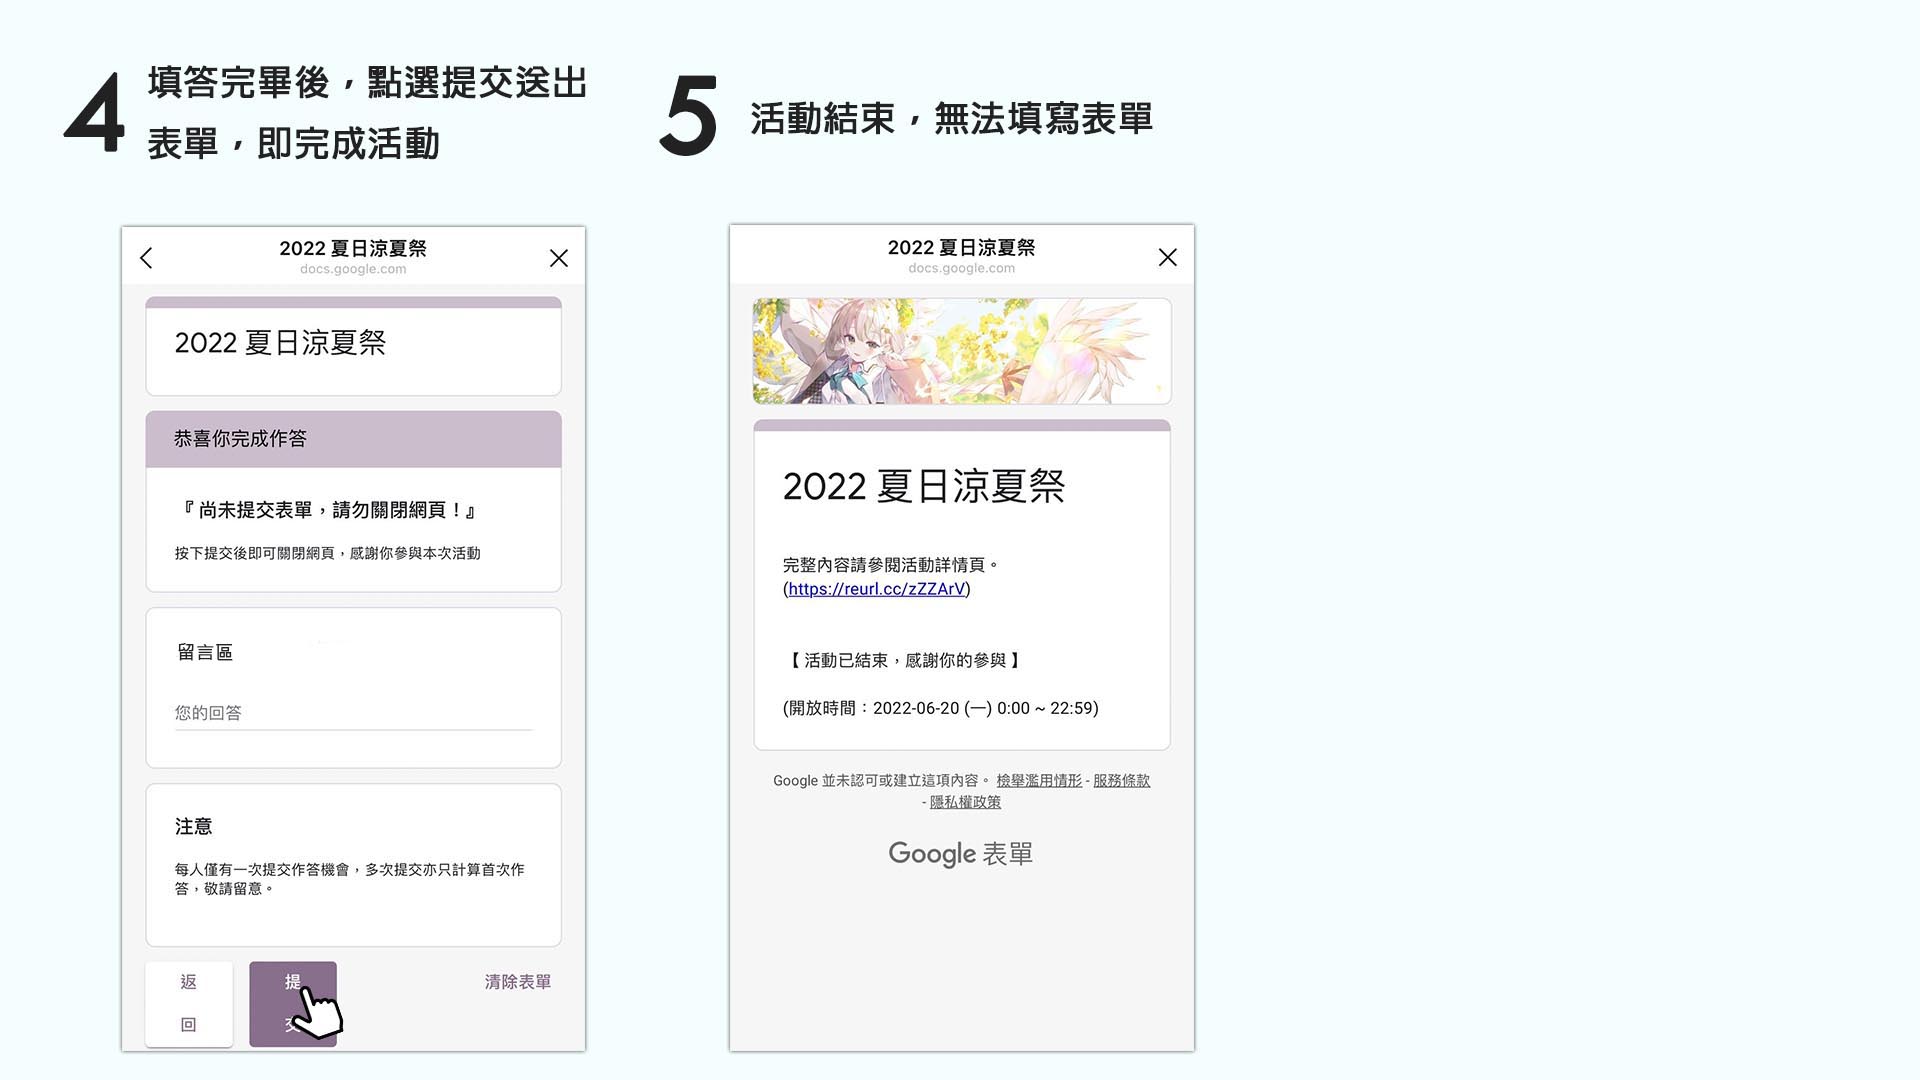 4
填答完畢後，點選提交送出
表單，即完成活動
2022 夏日涼夏祭
docs.google.com
2022 夏日涼夏祭
恭喜你完成作答
『 尚未提交表單，請勿關閉網頁！』
按下提交後即可關閉網頁，感謝你參與本次活動
留言區
您的回答
注意
每人僅有一次提交作答機會，多次提交亦只計算首次作
答，敬請留意。
返
回
提
交
清除表單
5
活動結束，無法填寫表單
2022 夏日涼夏祭
docs.google.com
2022 夏日涼夏祭
完整內容請參閱活動詳情頁。
(https://reurl.cc/zZZArV)
【 活動已結束，感謝你的參與 】
(開放時間：2022-06-20 (一) 0:00 ~ 22:59)
Google 並未認可或建立這項內容。 檢舉濫用情形 - 服務條款
- 隱私權政策
Google 表單